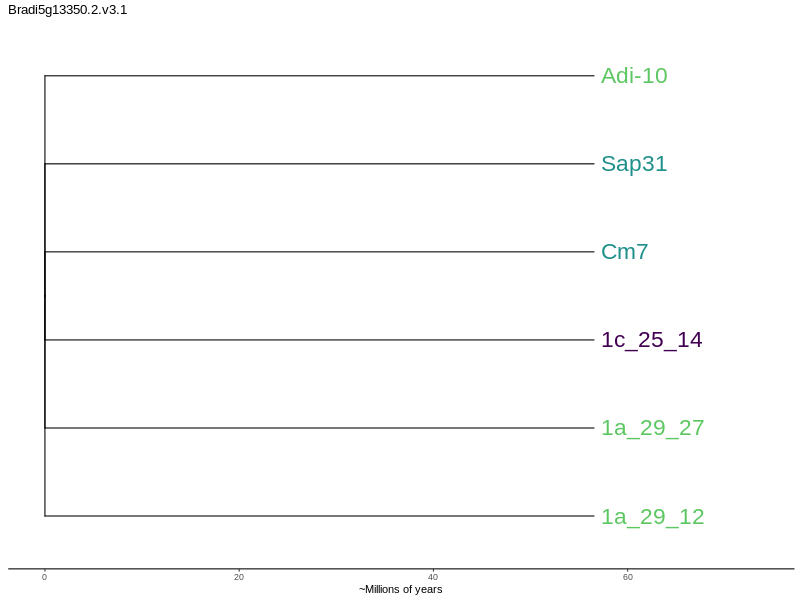 Bradi5g13350.2.v3.1
Adi-10
Sap31
Cm7
1c_25_14
1a_29_27
1a_29_12
0 20 40 60
~Millions of years